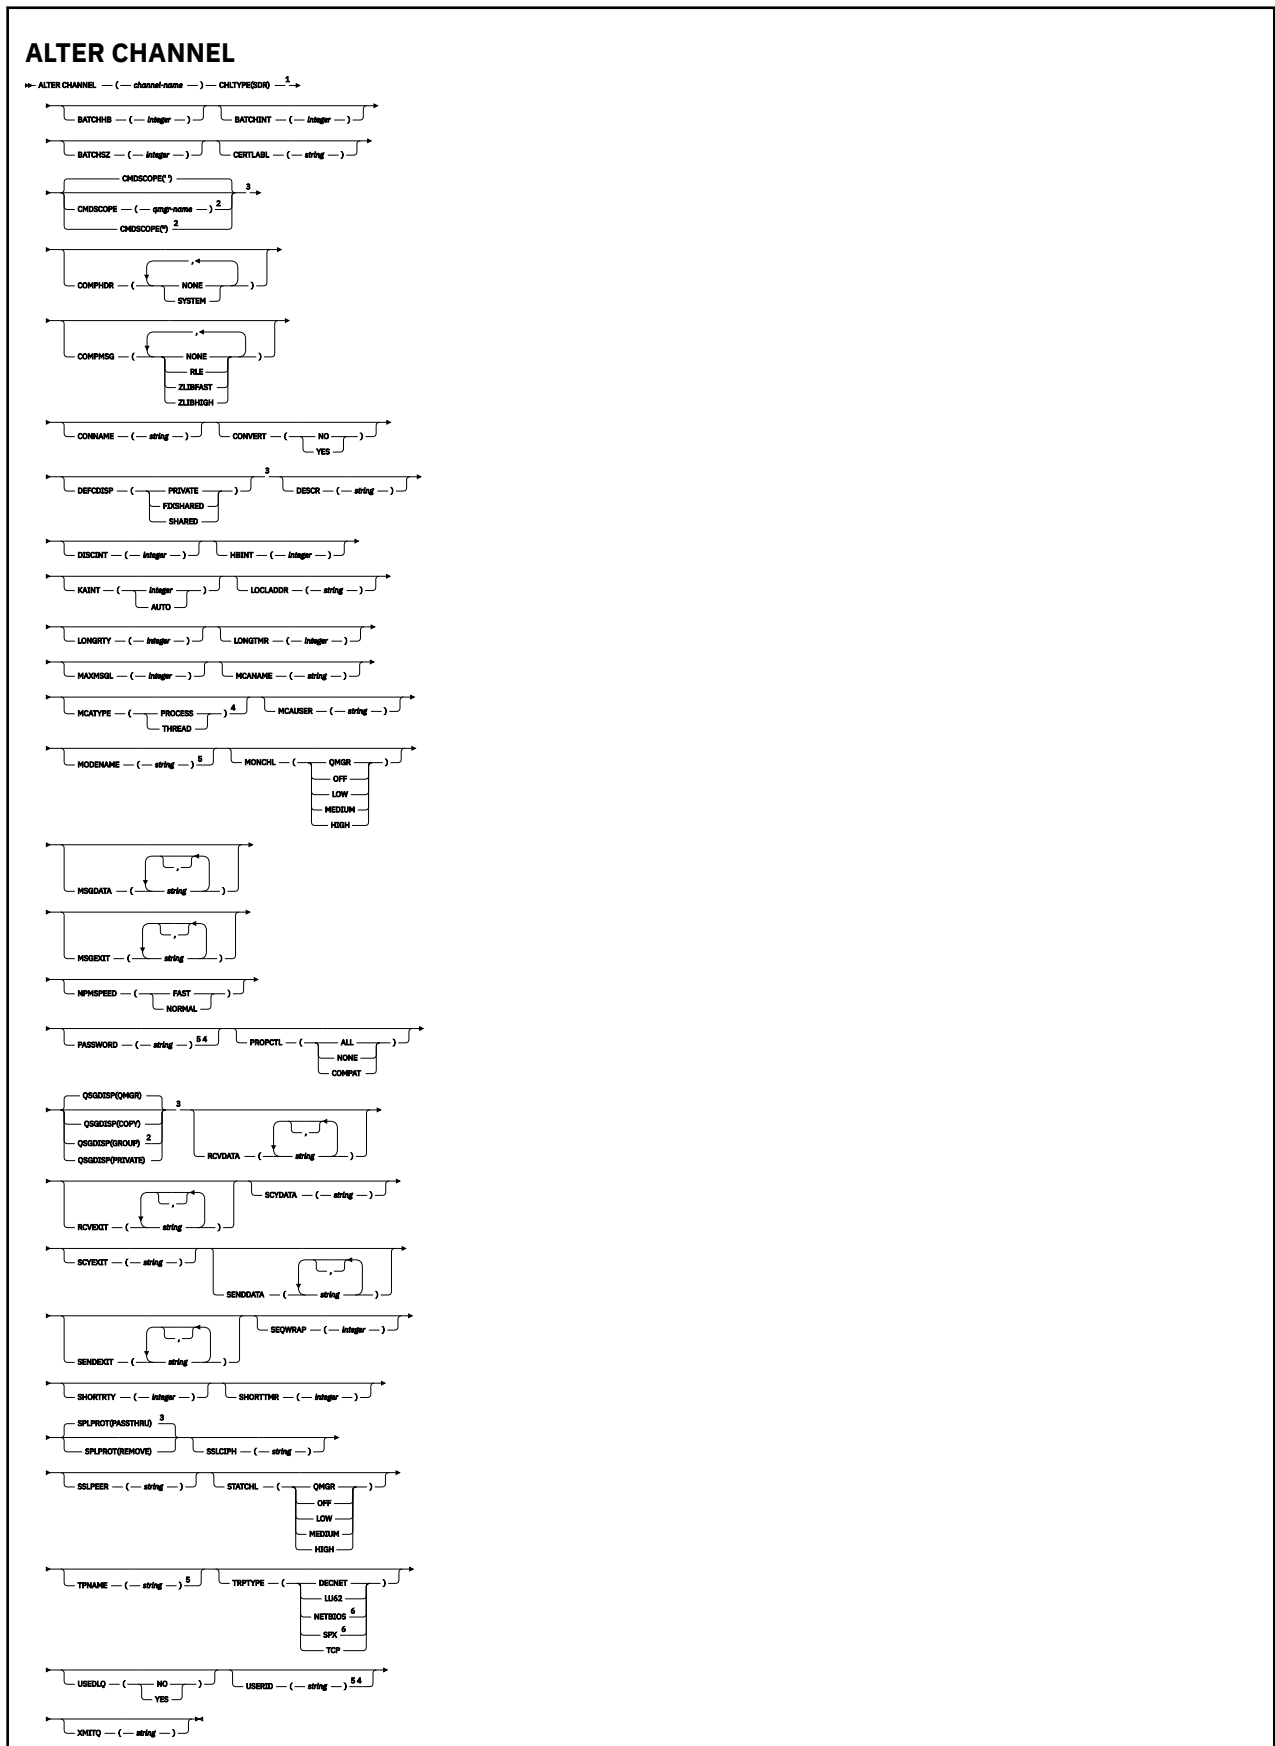 ALTER CHANNEL
ALTER CHANNEL ( channel-name ) CHLTYPE(SDR) 1
BATCHHB ( integer ) BATCHINT ( integer )
BATCHSZ ( integer ) CERTLABL ( string )
CMDSCOPE(' ')
3
CMDSCOPE ( qmgr-name ) 2
CMDSCOPE(*) 2
,
COMPHDR ( NONE )
SYSTEM
,
COMPMSG ( NONE )
RLE
ZLIBFAST
ZLIBHIGH
CONNAME ( string ) CONVERT ( NO )
YES
3
DEFCDISP ( PRIVATE ) DESCR ( string )
FIXSHARED
SHARED
DISCINT ( integer ) HBINT ( integer )
KAINT ( integer ) LOCLADDR ( string )
AUTO
LONGRTY ( integer ) LONGTMR ( integer )
MAXMSGL ( integer ) MCANAME ( string )
MCATYPE ( PROCESS ) 4 MCAUSER ( string )
THREAD
MODENAME ( string ) 5 MONCHL ( QMGR )
OFF
LOW
MEDIUM
HIGH
,
MSGDATA ( string )
,
MSGEXIT ( string )
NPMSPEED ( FAST )
NORMAL
PASSWORD ( string ) 5 4 PROPCTL ( ALL )
NONE
COMPAT
QSGDISP(QMGR)
3
QSGDISP(COPY)
,
QSGDISP(GROUP) 2
RCVDATA ( string )
QSGDISP(PRIVATE)
SCYDATA ( string )
,
RCVEXIT ( string )
SCYEXIT ( string )
,
SENDDATA ( string )
SEQWRAP ( integer )
,
SENDEXIT ( string )
SHORTRTY ( integer ) SHORTTMR ( integer )
SPLPROT(PASSTHRU) 3
SPLPROT(REMOVE) SSLCIPH ( string )
SSLPEER ( string ) STATCHL ( QMGR )
OFF
LOW
MEDIUM
HIGH
TPNAME ( string ) 5 TRPTYPE ( DECNET )
LU62
NETBIOS 6
SPX 6
TCP
USEDLQ ( NO ) USERID ( string ) 5 4
YES
XMITQ ( string )